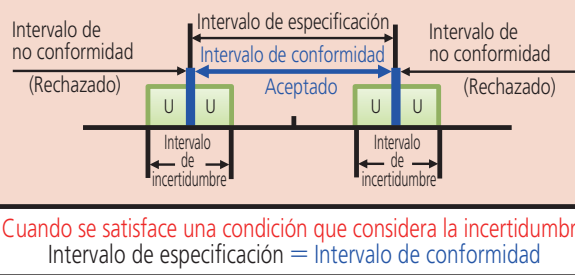 Intervalo de especificación
Intervalo de
no conformidad
(Rechazado)
Intervalo de conformidad
Aceptado
Intervalo de
no conformidad
(Rechazado)
U U
U U
Intervalo
de
incertidumbre
Intervalo
de
incertidumbre
Cuando se satisface una condición que considera la incertidumbr
Intervalo de especificación = Intervalo de conformidad